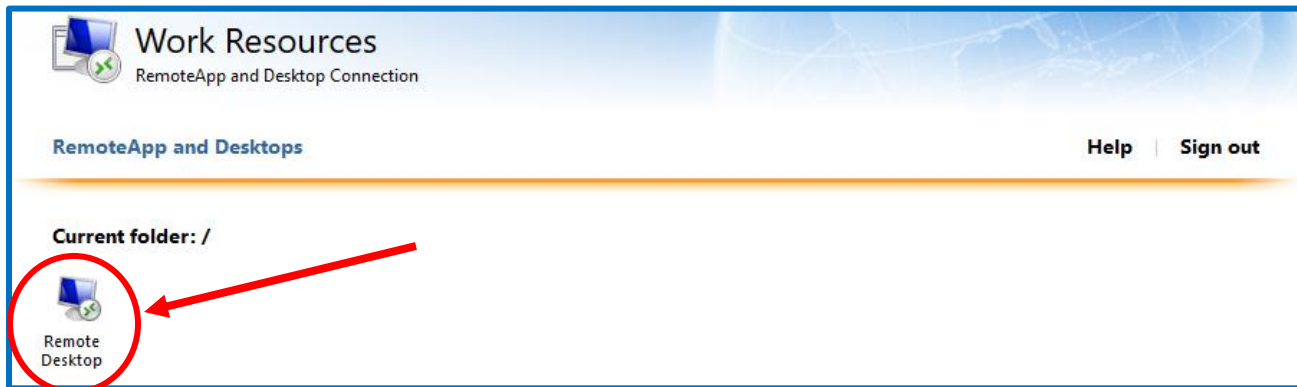 Work Resources
RemoteApp and Desktop Connection
RemoteApp and Desktops
Help | Sign out
Current folder: /
Remote
Desktop